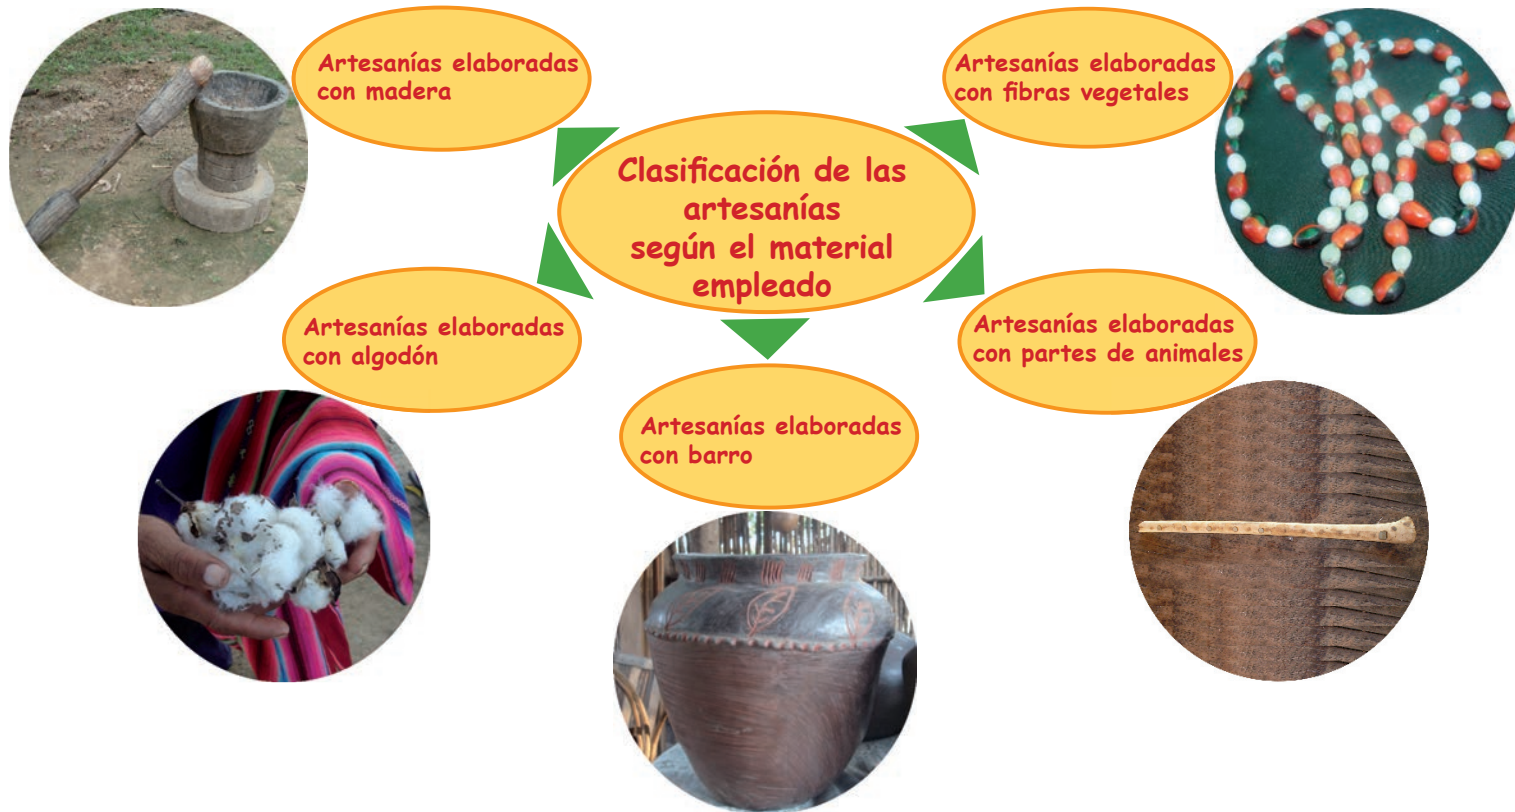 Artesanías elaboradas
con madera
Artesanías elaboradas
con fibras vegetales
Clasificación de las
artesanías
según el material
empleado
Artesanías elaboradas
con algodón
Artesanías elaboradas
con partes de animales
Artesanías elaboradas
con barro